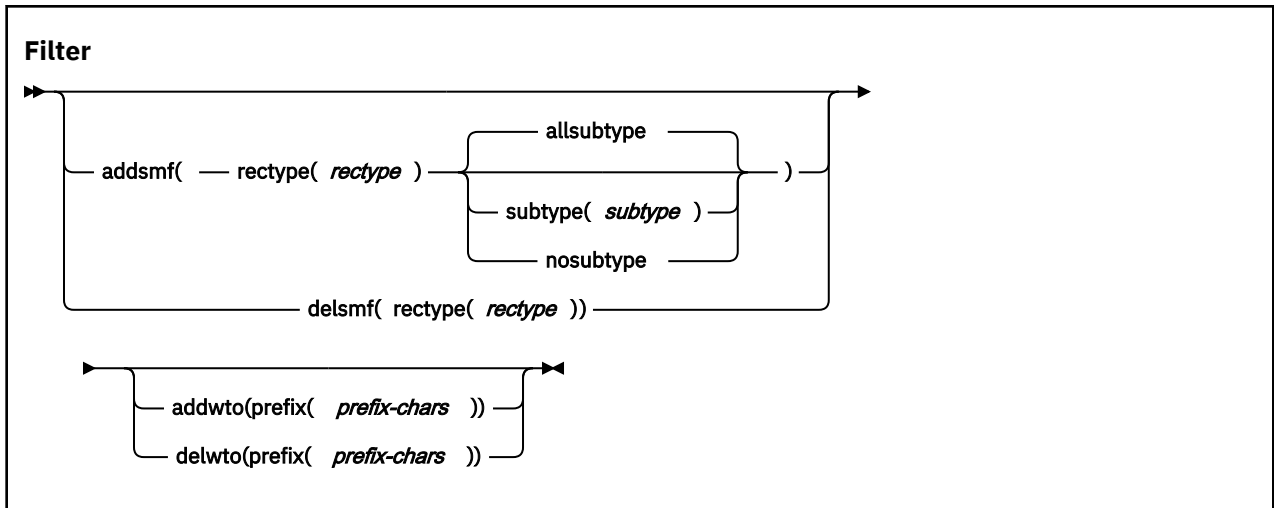 Filter
allsubtype
addsmf( rectype( rectype ) )
subtype( subtype )
nosubtype
delsmf( rectype( rectype ))
addwto(prefix( prefix-chars ))
delwto(prefix( prefix-chars ))